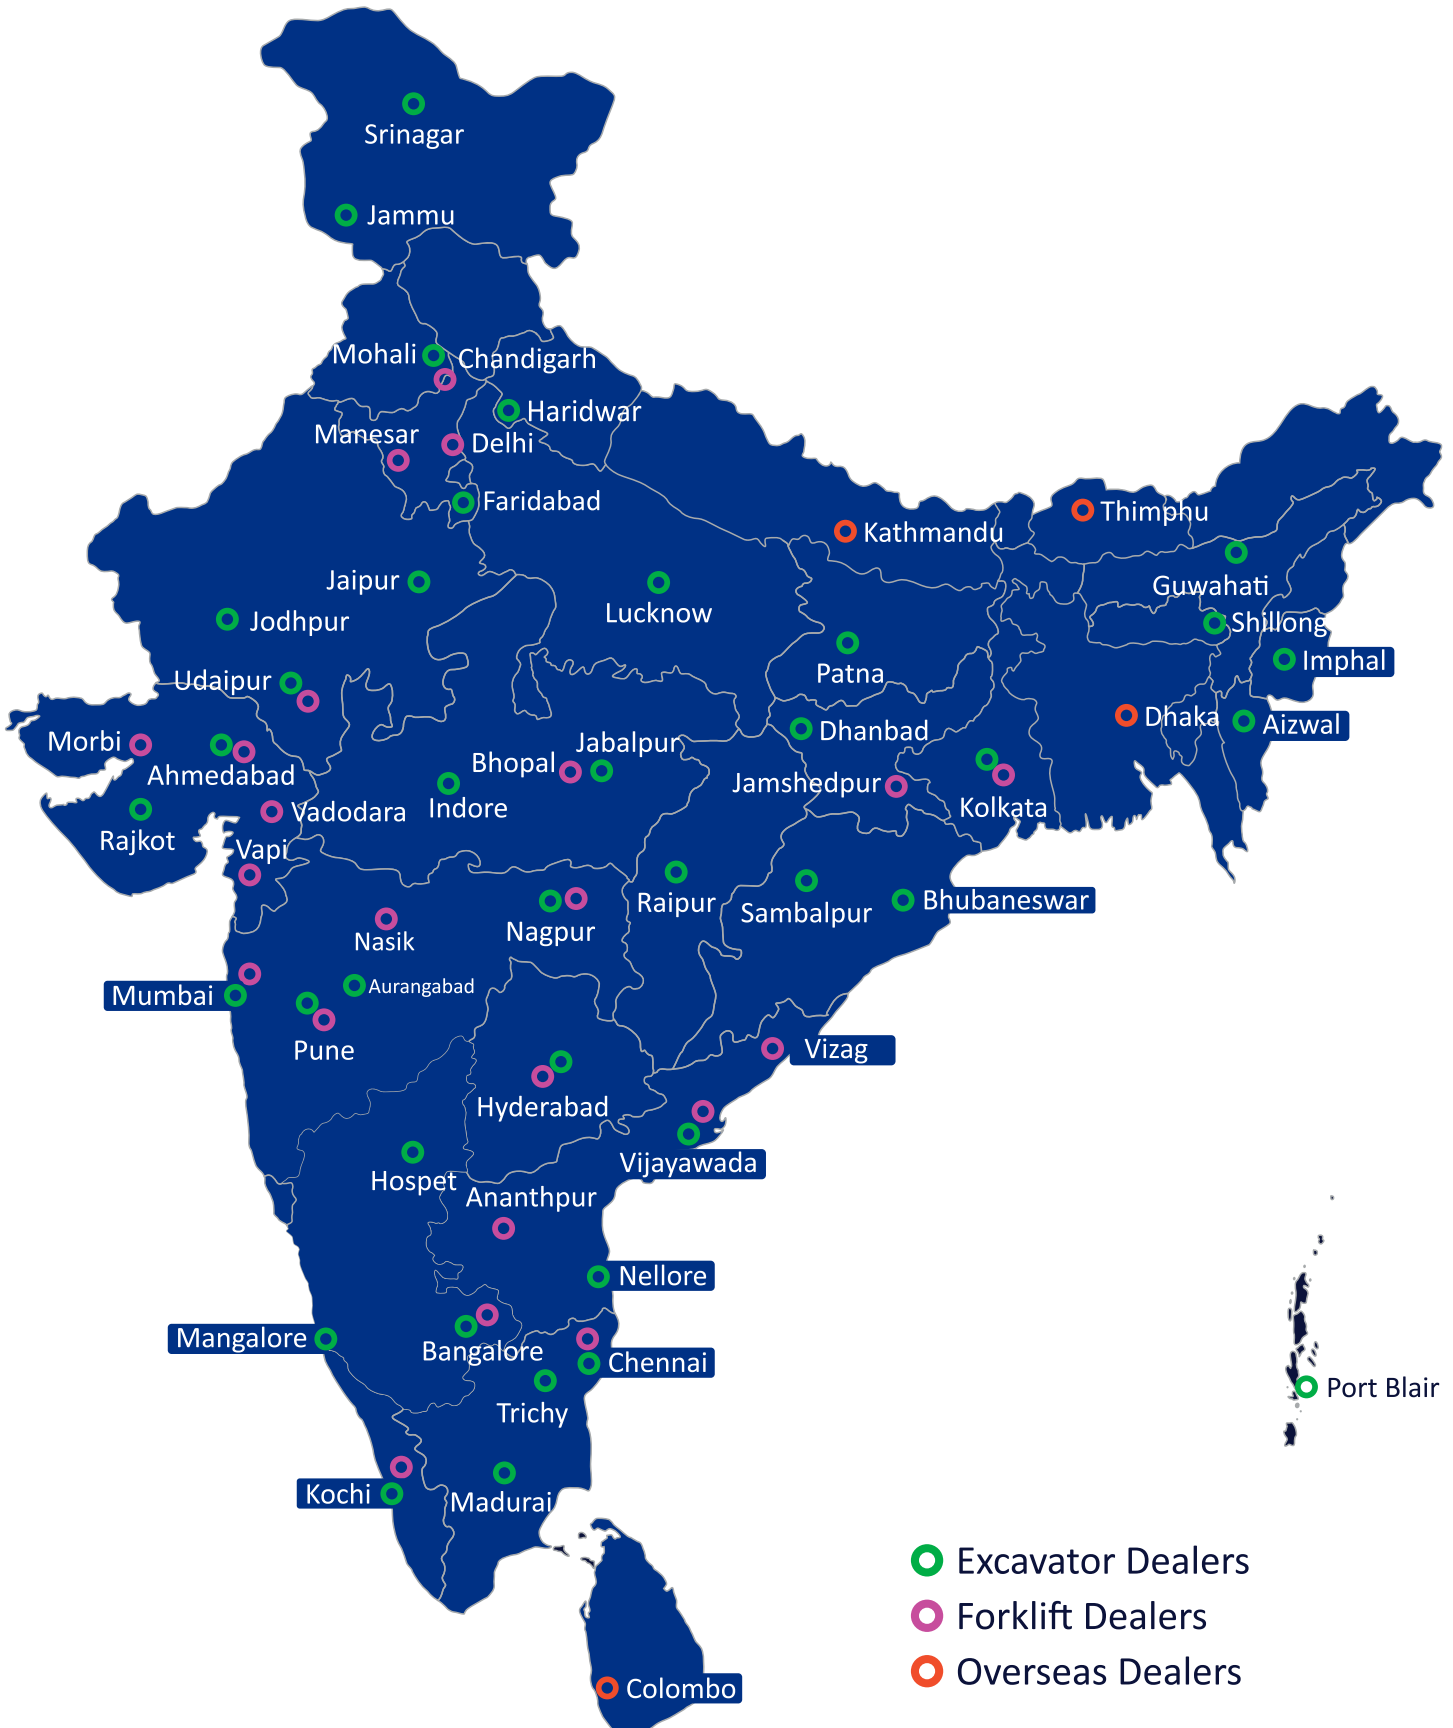 Srinagar
Jammu
Mohali
Chandigarh
Haridwar
Manesar
Delhi
Faridabad
Kathmandu
Thimphu
Guwahati
Jaipur
Lucknow
Jodhpur
Shillong
Imphal
Patna
Udaipur
Dhaka
Aizwal
Morbi
Ahmedabad
Dhanbad
Jabalpur
Bhopal
Jamshedpur
Indore
Kolkata
Vadodara
Rajkot
Vapi
Raipur
Sambalpur
Bhubaneswar
Nagpur
Nasik
Aurangabad
Mumbai
Pune
Vizag
Hyderabad
Vijayawada
Hospet
Ananthpur
Nellore
Mangalore
Bangalore
Chennai
Port Blair
Trichy
Kochi
Madurai
Excavator Dealers
Forklift Dealers
Overseas Dealers
Colombo